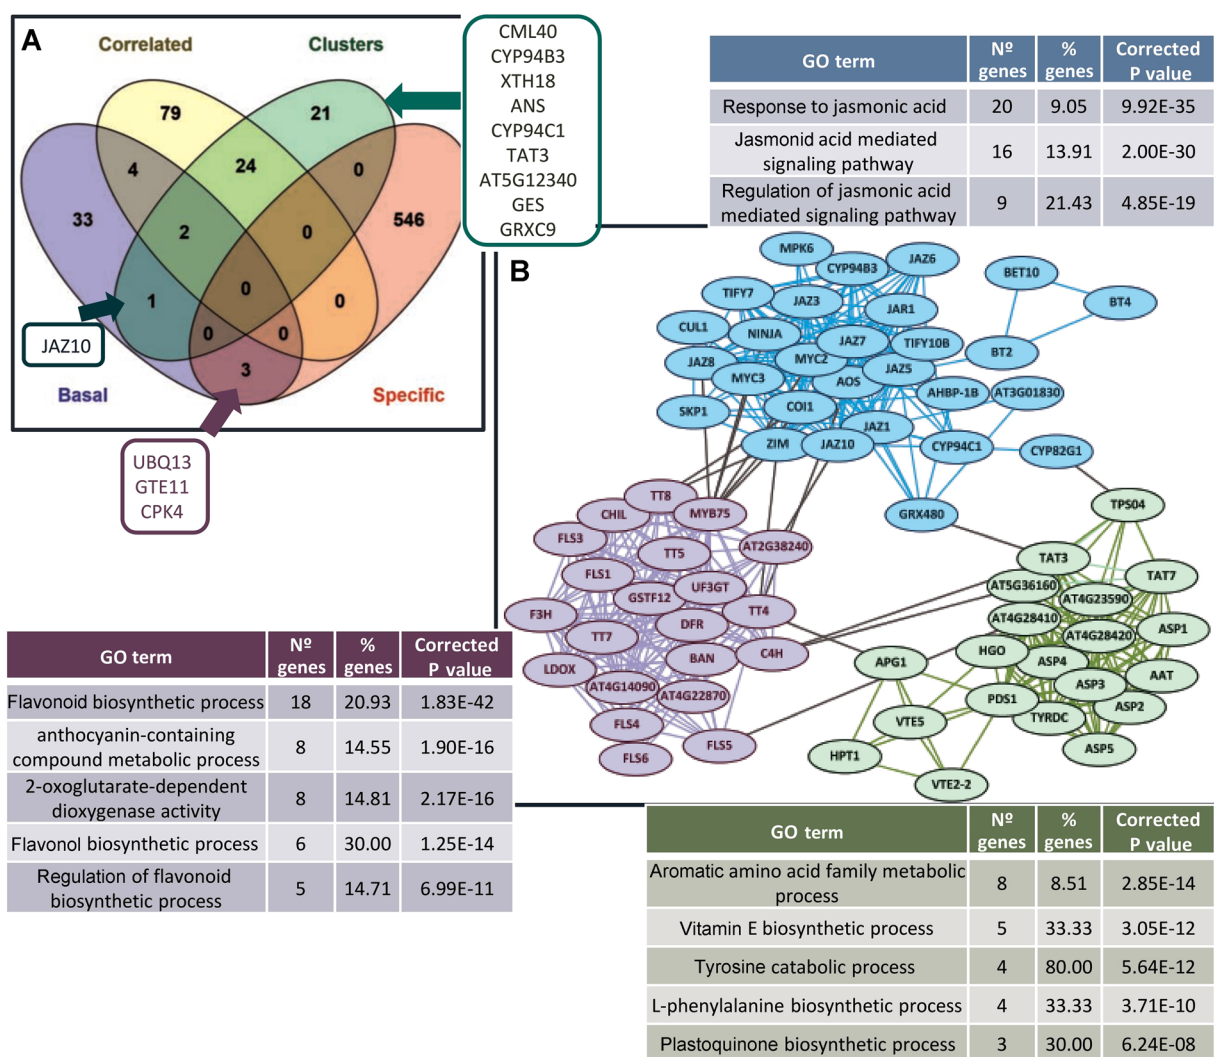 A
Correlated
Clusters
79
21
4
24
0
33
2
0
546
1
0
0
0
0
3
Basal
Specific
JAZ10
UBQ13
GTE11
CPK4
CML40
CYP94B3
XTH18
ANS
CYP94C1
TAT3
AT5G12340
GES
GRXC9
GO term Nº genes % genes Corrected P value
Response to jasmonic acid 20 9.05 9.92E-35
Jasmonid acid mediated
signaling pathway 16 13.91 2.00E-30
Regulation of jasmonic acid
mediated signaling pathway 9 21.43 4.85E-19
B
MPK6
CYP94B3
JAZ6
BET10
BT4
TIFY7
JAZ3
JAR1
CUL1
NINJA
JAZ7
TIFY10B
BT2
JAZ8
MYC2
JAZ5
MYC3
AOS
AHBP-1B
AT3G01830
SKP1
COI1
JAZ1
ZIM
JAZ10
CYP94C1
CYP82G1
GRX480
TT8
MYB75
CHIL
FLS3
TT5
AT2G38240
FLS1
UF3GT
GSTF12
F3H
DFR
TT4
TT7
LDOX
BAN
C4H
AT4G14090
AT4G22870
FLS4
FLS6
FLS5
TPS04
TAT3
TAT7
AT5G36160
AT4G23590
AT4G28410
AT4G28420
ASP1
HGO
ASP4
APG1
AAT
ASP3
PDS1
ASP2
VTE5
TYRDC
HPT1
ASP5
VTE2-2
GO term Nº genes % genes Corrected P value
Flavonoid biosynthetic process 18 20.93 1.83E-42
anthocyanin-containing
compound metabolic process 8 14.55 1.90E-16
2-oxoglutarate-dependent
dioxygenase activity 8 14.81 2.17E-16
Flavonol biosynthetic process 6 30.00 1.25E-14
Regulation of flavonoid
biosynthetic process 5 14.71 6.99E-11
GO term Nº genes % genes Corrected P value
Aromatic amino acid family metabolic
process 8 8.51 2.85E-14
Vitamin E biosynthetic process 5 33.33 3.05E-12
Tyrosine catabolic process 4 80.00 5.64E-12
L-phenylalanine biosynthetic process 4 33.33 3.71E-10
Plastoquinone biosynthetic process 3 30.00 6.24E-08